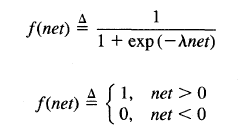 f(net) ≜ 1 / 1 + exp (−λnet)
f(net) ≜ { 1, net > 0
0, net < 0